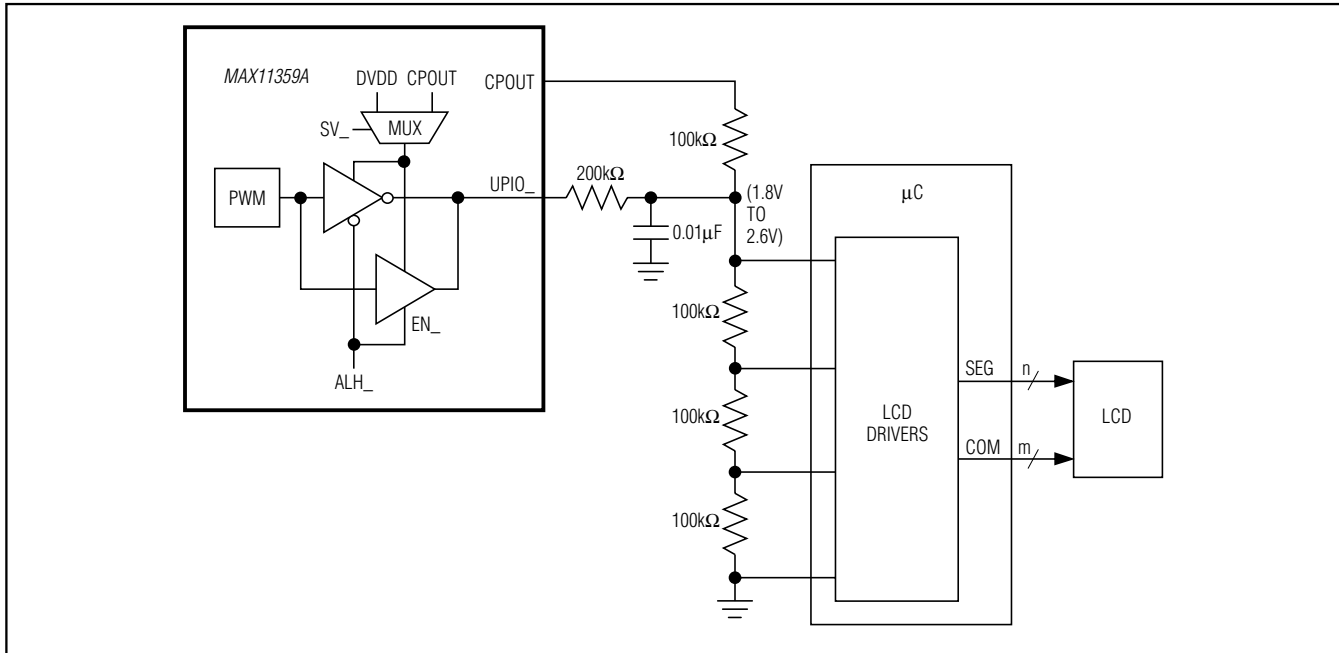 MAX11359A
DVDD CPOUT
CPOUT
SV_
MUX
PWM
UPIO_
EN_
ALH_
200kΩ
0.01μF
100kΩ
(1.8V
TO
2.6V)
100kΩ
100kΩ
100kΩ
μC
LCD
DRIVERS
SEG
n
COM
m
LCD